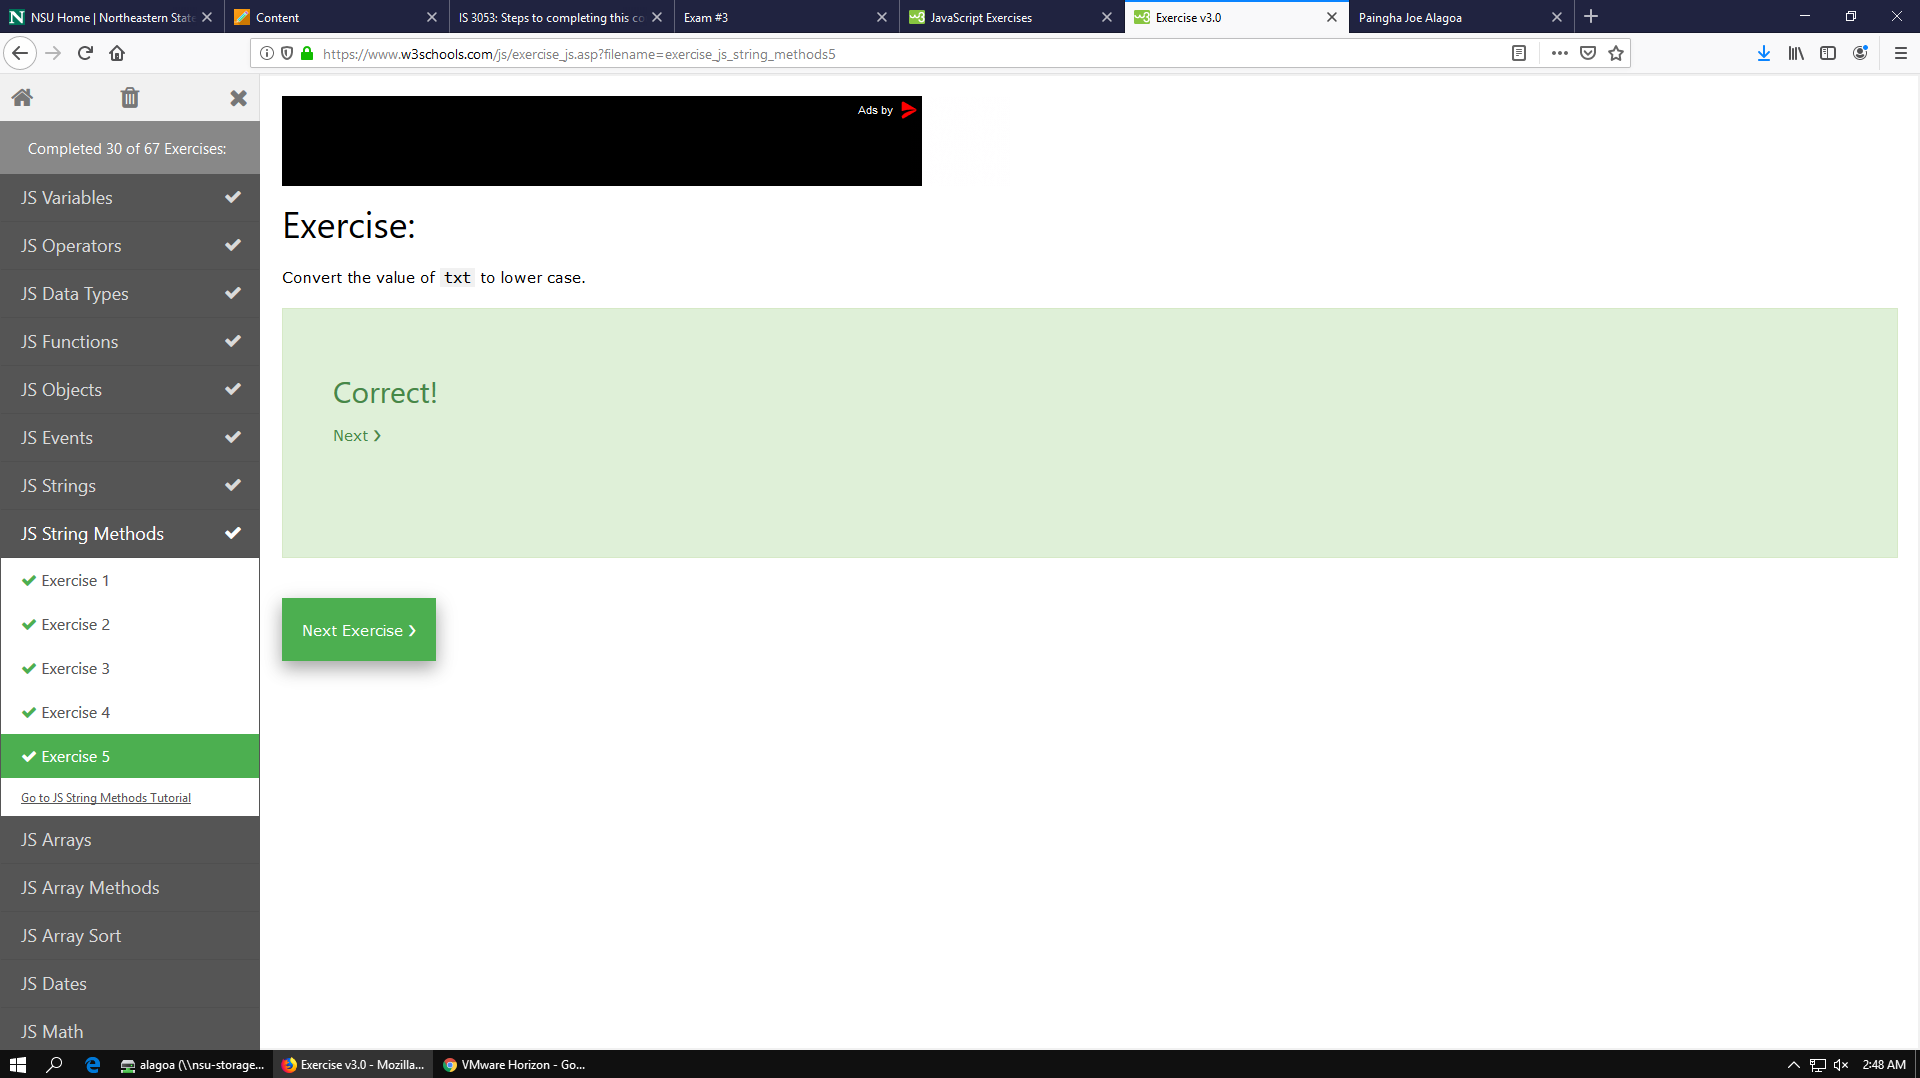 NSU Home | Northeastern State
Content
IS 3053: Steps to completing this co
Exam #3
JavaScript Exercises
Exercise v3.0
Paingha Joe Alagoa
https://www.w3schools.com/js/exercise_js.asp?filename=exercise_js_string_methods5
Completed 30 of 67 Exercises:
JS Variables
JS Operators
JS Data Types
JS Functions
JS Objects
JS Events
JS Strings
JS String Methods
Exercise 1
Exercise 2
Exercise 3
Exercise 4
Exercise 5
Go to JS String Methods Tutorial
JS Arrays
JS Array Methods
JS Array Sort
JS Dates
JS Math
Ads by
Exercise:
Convert the value of txt to lower case.
Correct!
Next ❯
Next Exercise ❯
alagoa (\\nsu-storage...
Exercise v3.0 - Mozilla...
VMware Horizon - Go...
2:48 AM